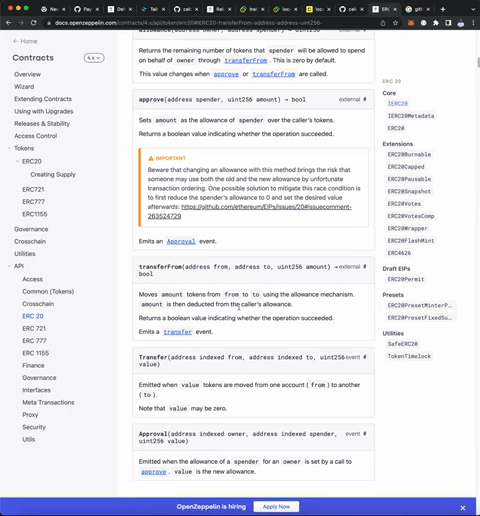 Nev
Pay
Tail
ceil
Rei
loc
cei
ERC
gith
docs.openzeppelin.com/contracts/4.x/api/token/erc20#IERC20-transferFrom-address-address-uint256-
Home
Contracts
4.x
Overview
Wizard
Extending Contracts
Using with Upgrades
Releases & Stability
Access Control
Tokens
ERC20
Creating Supply
ERC721
ERC777
ERC1155
Governance
Crosschain
Utilities
API
Access
Common (Tokens)
Crosschain
ERC 20
ERC 721
ERC 777
ERC 1155
Finance
Governance
Interfaces
Meta Transactions
Proxy
Security
Utils
allowance(address owner, address spender) → uint256
Returns the remaining number of tokens that spender will be allowed to spend
on behalf of owner through transferFrom . This is zero by default.
This value changes when approve or transferFrom are called.
approve(address spender, uint256 amount) → bool
external #
Sets amount as the allowance of spender over the caller's tokens.
Returns a boolean value indicating whether the operation succeeded.
IMPORTANT
Beware that changing an allowance with this method brings the risk that
someone may use both the old and the new allowance by unfortunate
transaction ordering. One possible solution to mitigate this race condition is
to first reduce the spender's allowance to 0 and set the desired value
afterwards: https://github.com/ethereum/EIPs/issues/20#issuecomment-
263524729
Emits an Approval event.
transferFrom(address from, address to, uint256 amount) →
bool
external #
Moves amount tokens from from to to using the allowance mechanism.
amount is then deducted from the caller's allowance.
Returns a boolean value indicating whether the operation succeeded.
Emits a transfer event.
Transfer(address indexed from, address indexed to, uint256
value)
event #
Emitted when value tokens are moved from one account ( from ) to another
( to ).
Note that value may be zero.
Approval(address indexed owner, address indexed spender,
uint256 value)
event #
Emitted when the allowance of a spender for an owner is set by a call to
approve . value is the new allowance.
ERC 20
Core
IERC20
IERC20Metadata
ERC20
Extensions
ERC20Burnable
ERC20Capped
ERC20Pausable
ERC20Snapshot
ERC20Votes
ERC20VotesComp
ERC20Wrapper
ERC20FlashMint
ERC4626
Draft EIPs
ERC20Permit
Presets
ERC20PresetMinterP…
ERC20PresetFixedSu…
Utilities
SafeERC20
TokenTimelock
OpenZeppelin is hiring
Apply Now